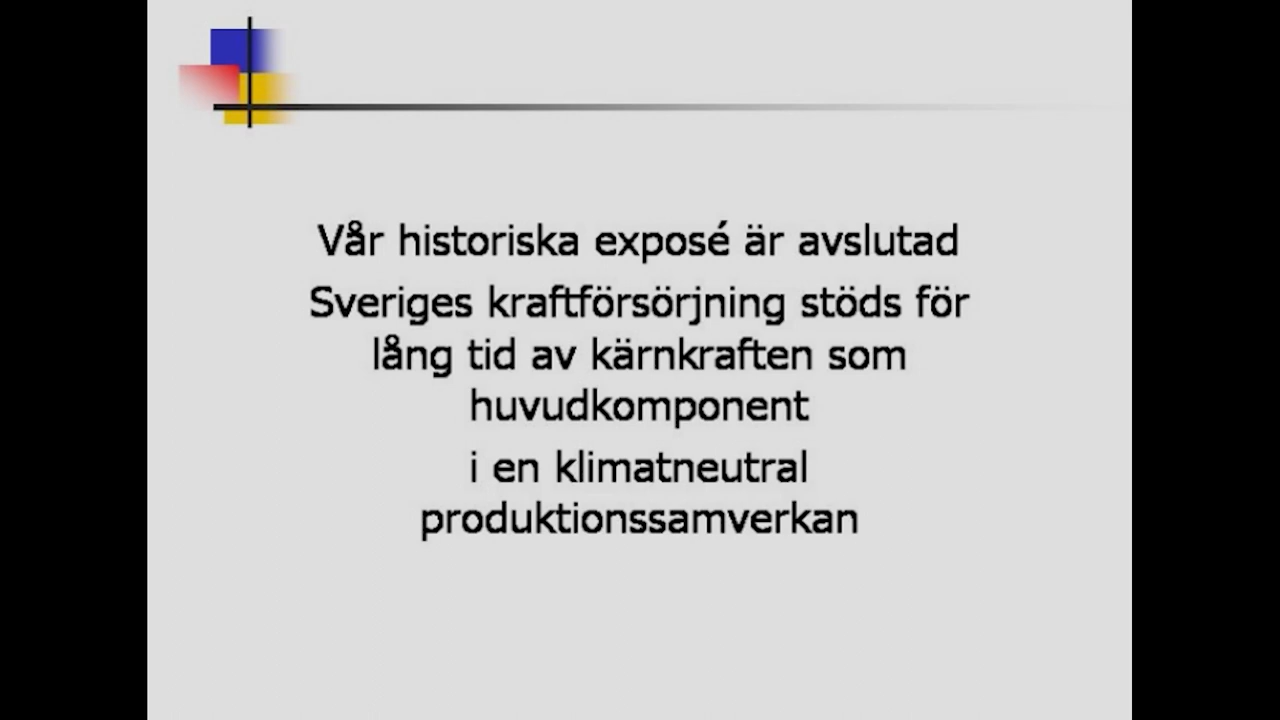 Vår historiska exposé är avslutad
Sveriges kraftförsörjning stöds för
lång tid av kärnkraften som
huvudkomponent
i en klimatneutral
produktionssamverkan